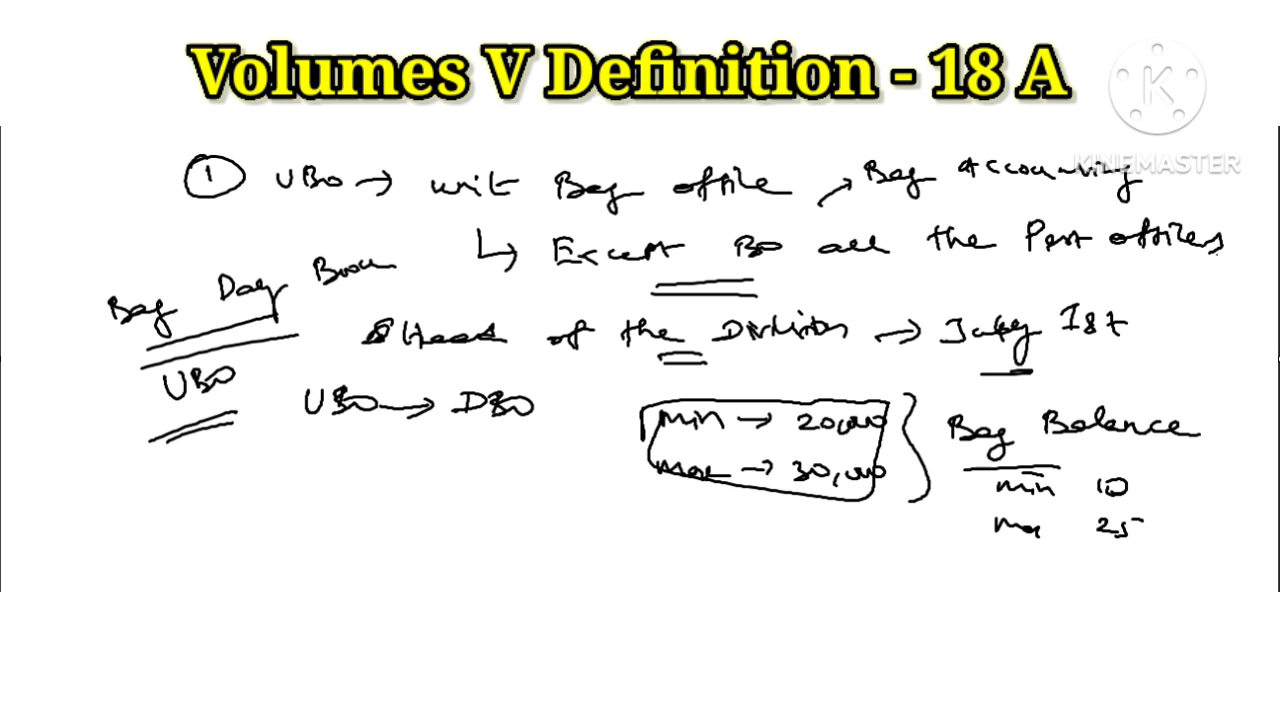 Volumes V Definition - 18 A
K
KINEMASTER
1 UBO → unit Bag office → Bag Accounting
↳ Except BO all the Post offices
Bag Day Book
UBO
Head of the Division → July 1st
UBO → DBO
min → 20,000
max → 30,000
Bag Balance
min 10
max 25